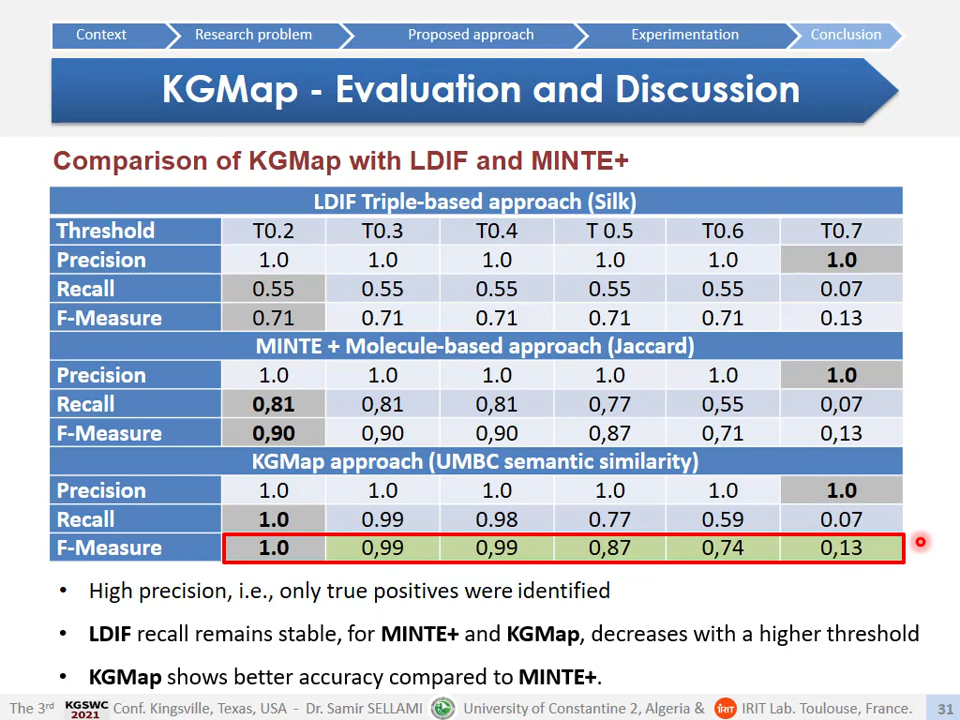 Context Research problem Proposed approach Experimentation Conclusion
KGMap - Evaluation and Discussion
Comparison of KGMap with LDIF and MINTE+
LDIF Triple-based approach (Silk)
Threshold T0.2 T0.3 T0.4 T 0.5 T0.6 T0.7
Precision 1.0 1.0 1.0 1.0 1.0 1.0
Recall 0.55 0.55 0.55 0.55 0.55 0.07
F-Measure 0.71 0.71 0.71 0.71 0.71 0.13
MINTE + Molecule-based approach (Jaccard)
Precision 1.0 1.0 1.0 1.0 1.0 1.0
Recall 0,81 0,81 0,81 0,77 0,55 0,07
F-Measure 0,90 0,90 0,90 0,87 0,71 0,13
KGMap approach (UMBC semantic similarity)
Precision 1.0 1.0 1.0 1.0 1.0 1.0
Recall 1.0 0.99 0.98 0.77 0.59 0.07
F-Measure 1.0 0,99 0,99 0,87 0,74 0,13
• High precision, i.e., only true positives were identified
• LDIF recall remains stable, for MINTE+ and KGMap, decreases with a higher threshold
• KGMap shows better accuracy compared to MINTE+.
The 3rd KGSWC 2021 Conf. Kingsville, Texas, USA - Dr. Samir SELLAMI University of Constantine 2, Algeria & IRIT IRIT Lab. Toulouse, France. 31